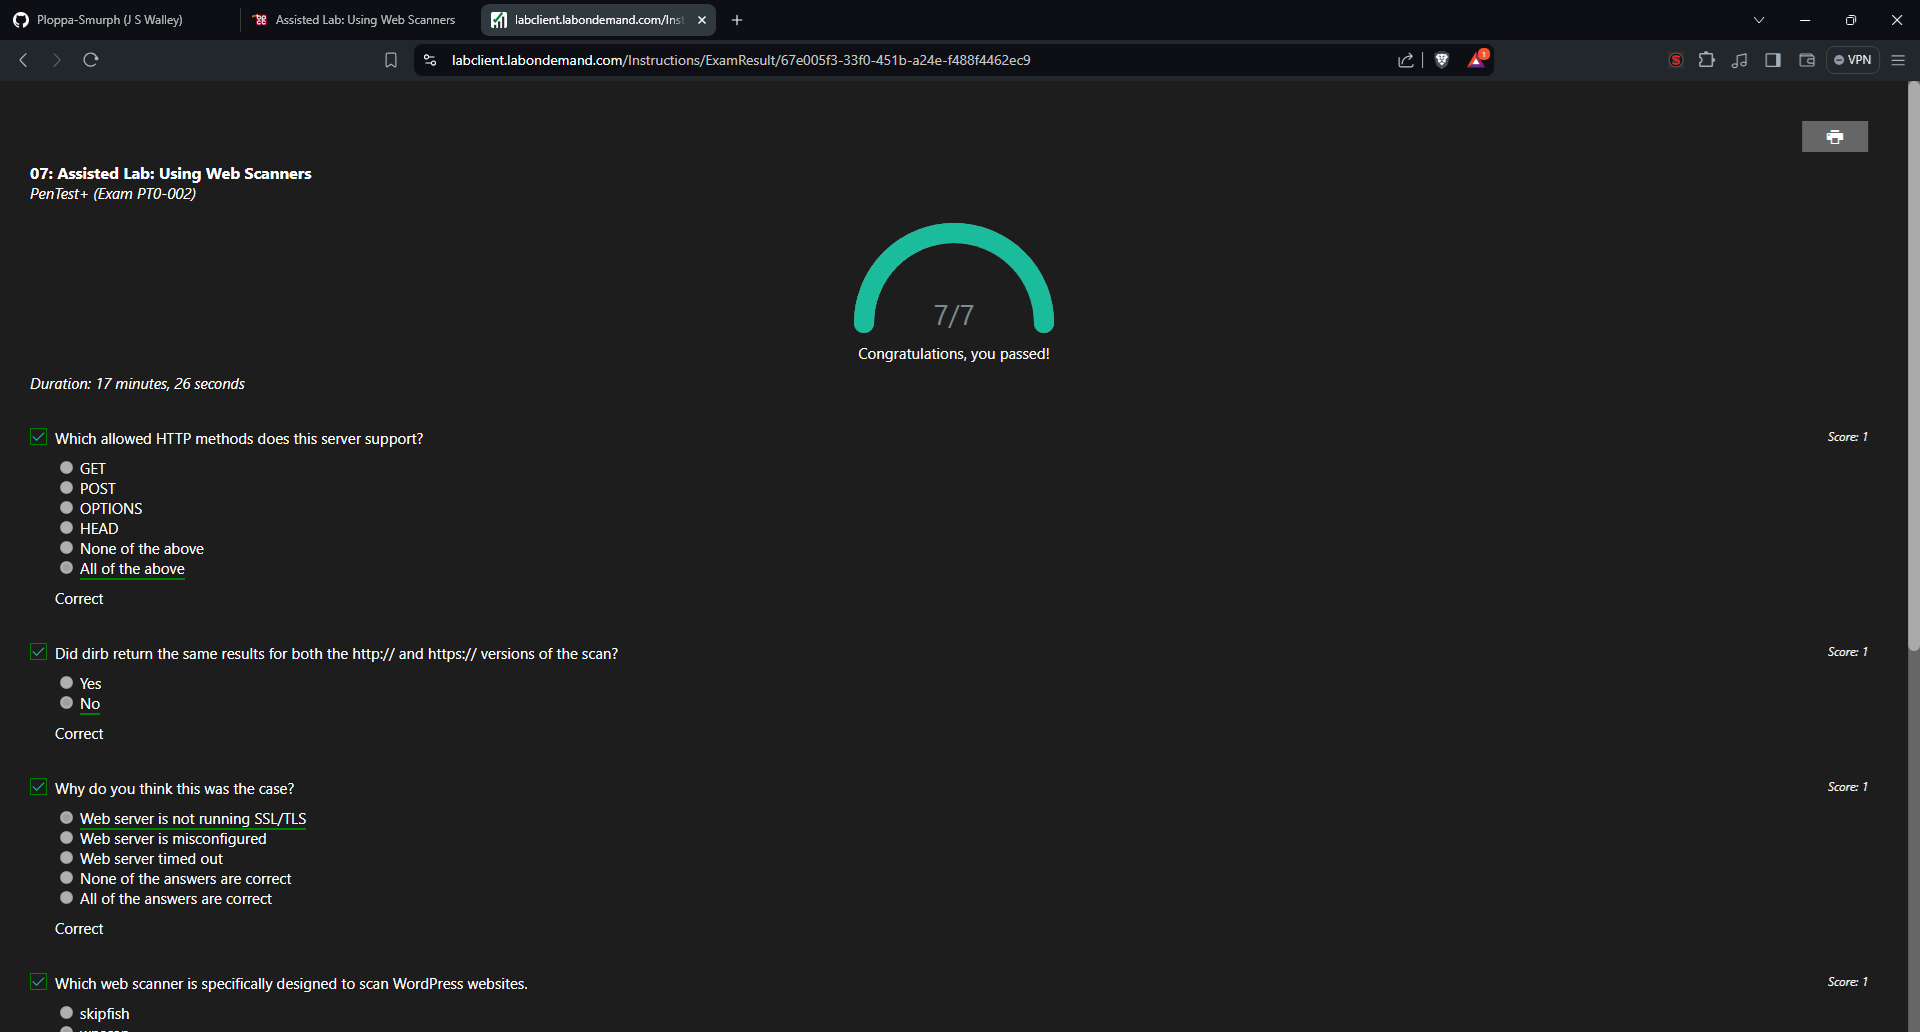 Ploppa-Smurph (J S Walley)
Assisted Lab: Using Web Scanners
labclient.labondemand.com/Inst
labclient.labondemand.com/Instructions/ExamResult/67e005f3-33f0-451b-a24e-f488f4462ec9
1
VPN
07: Assisted Lab: Using Web Scanners
PenTest+ (Exam PT0-002)
7/7
Congratulations, you passed!
Duration: 17 minutes, 26 seconds
Which allowed HTTP methods does this server support?
Score: 1
GET
POST
OPTIONS
HEAD
None of the above
All of the above
Correct
Did dirb return the same results for both the http:// and https:// versions of the scan?
Score: 1
Yes
No
Correct
Why do you think this was the case?
Score: 1
Web server is not running SSL/TLS
Web server is misconfigured
Web server timed out
None of the answers are correct
All of the answers are correct
Correct
Which web scanner is specifically designed to scan WordPress websites.
Score: 1
skipfish